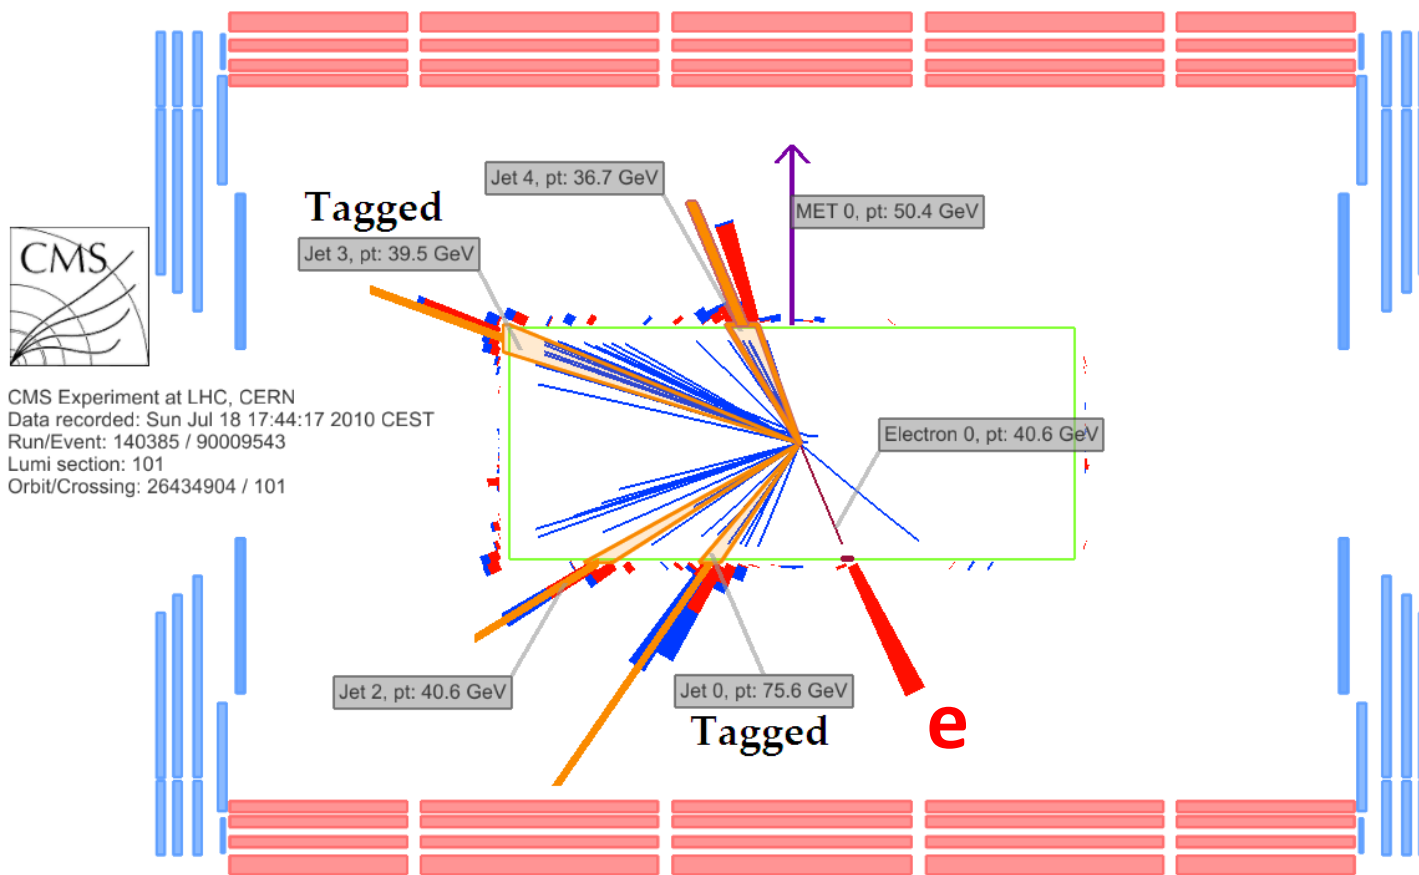 Jet 4, pt: 36.7 GeV
Tagged
MET 0, pt: 50.4 GeV
Jet 3, pt: 39.5 GeV
CMS
CMS Experiment at LHC, CERN
Data recorded: Sun Jul 18 17:44:17 2010 CEST
Run/Event: 140385 / 90009543
Lumi section: 101
Orbit/Crossing: 26434904 / 101
Electron 0, pt: 40.6 GeV
Jet 2, pt: 40.6 GeV
Jet 0, pt: 75.6 GeV
Tagged
e